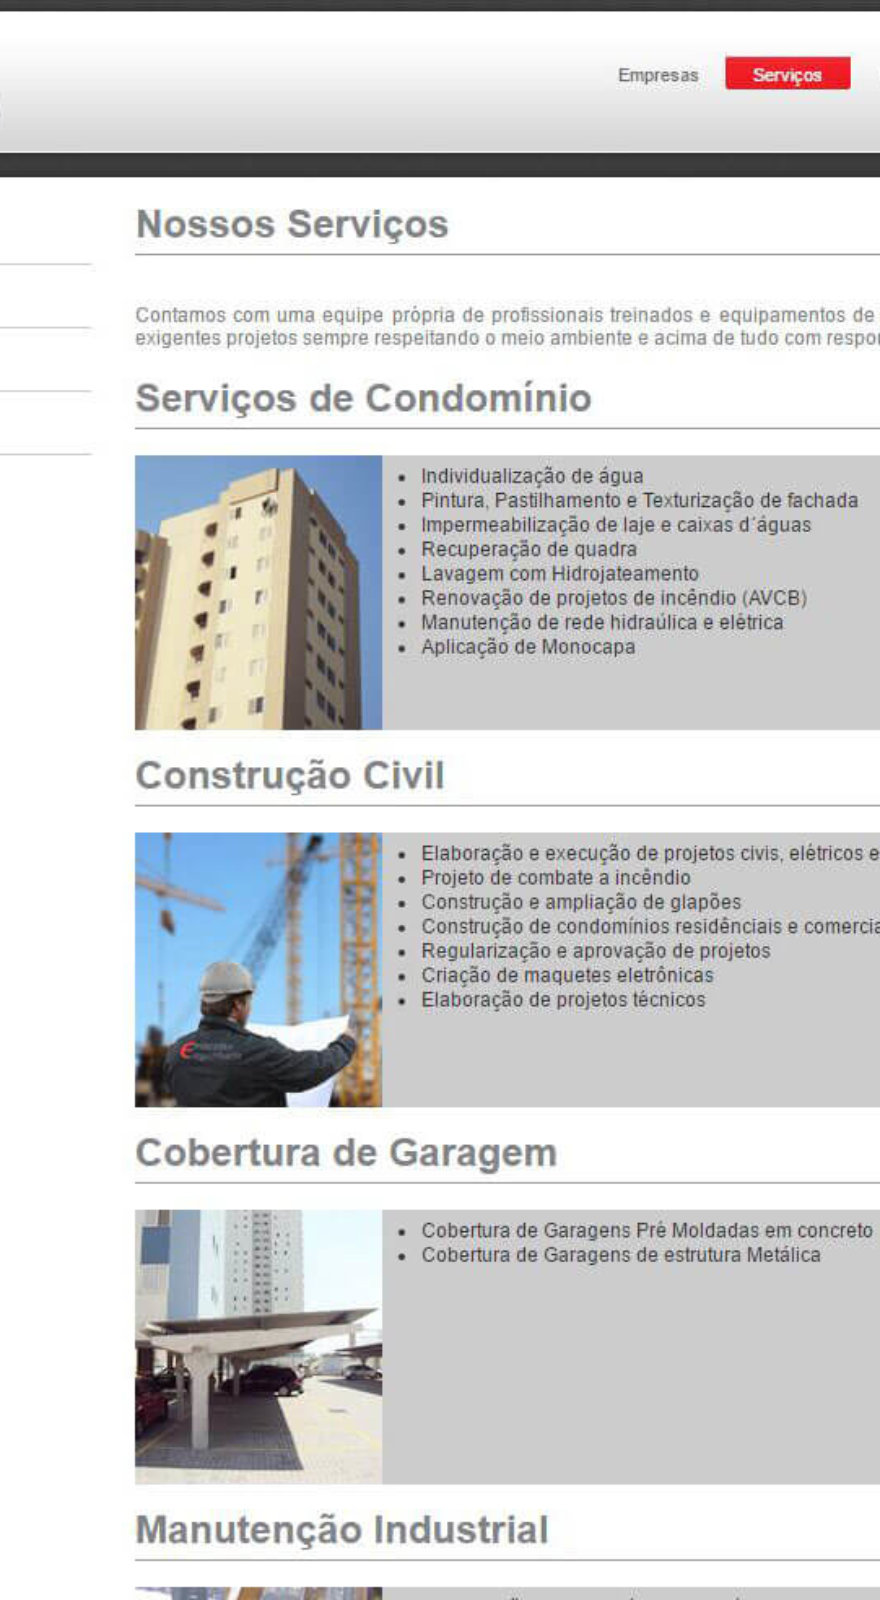 Empresas
Serviços
Nossos Serviços
Contamos com uma equipe própria de profissionais treinados e equipamentos de
exigentes projetos sempre respeitando o meio ambiente e acima de tudo com
Serviços de Condomínio
Individualização de água
Pintura, Pastilhamento e Texturização de fachada
Impermeabilização de laje e caixas d´águas
Recuperação de quadra
Lavagem com Hidrojateamento
Renovação de projetos de incêndio (AVCB)
Manutenção de rede hidraúlica e elétrica
Aplicação de Monocapa
Construção Civil
Elaboração e execução de projetos civis, elétricos e
Projeto de combate a incêndio
Construção e ampliação de glapões
Construção de condomínios residênciais e
Regularização e aprovação de projetos
Criação de maquetes eletrônicas
Elaboração de projetos técnicos
Cobertura de Garagem
Cobertura de Garagens Pré Moldadas em concreto
Cobertura de Garagens de estrutura Metálica
Manutenção Industrial